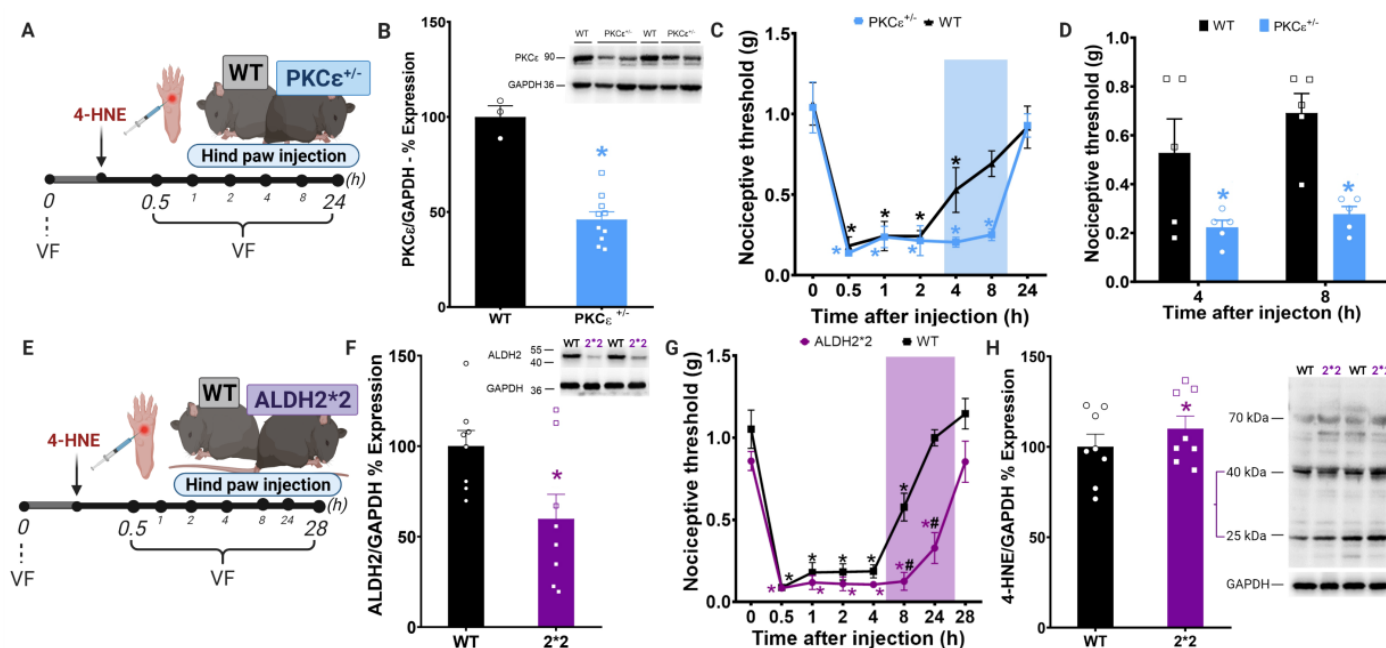 A
WT
PKCε+/-
4-HNE
Hind paw injection
(h)
0
0.5
1
2
4
8
24
VF
VF
B
PKCε/GAPDH - % Expression
150
100
50
0
WT
PKCε +/-
WT PKCε+/- WT PKCε+/-
PKCε 90
GAPDH 36
*
C
PKCε+/- WT
Nociceptive threshold (g)
1.5
1.0
0.5
0.0
* * * *
* * * * *
0 0.5 1 2 4 8 24
Time after injection (h)
D
WT PKCε+/-
Nociceptive threshold (g)
1.0
0.8
0.6
0.4
0.2
0.0
* *
4 8
Time after injecton (h)
E
WT
ALDH2*2
4-HNE
Hind paw injection
(h)
0
0.5
1
2
4
8
24
28
VF
VF
F
ALDH2/GAPDH % Expression
150
100
50
0
WT 2*2
WT 2*2 WT 2*2
ALDH2 55
40
GAPDH 36
*
G
ALDH2*2 WT
Nociceptive threshold (g)
1.5
1.0
0.5
0.0
* * * * *
* * * * *# *#
0 0.5 1 2 4 8 24 28
Time after injection (h)
H
4-HNE/GAPDH % Expression
150
100
50
0
*
WT 2*2
WT 2*2 WT 2*2
70 kDa
40 kDa
25 kDa
GAPDH